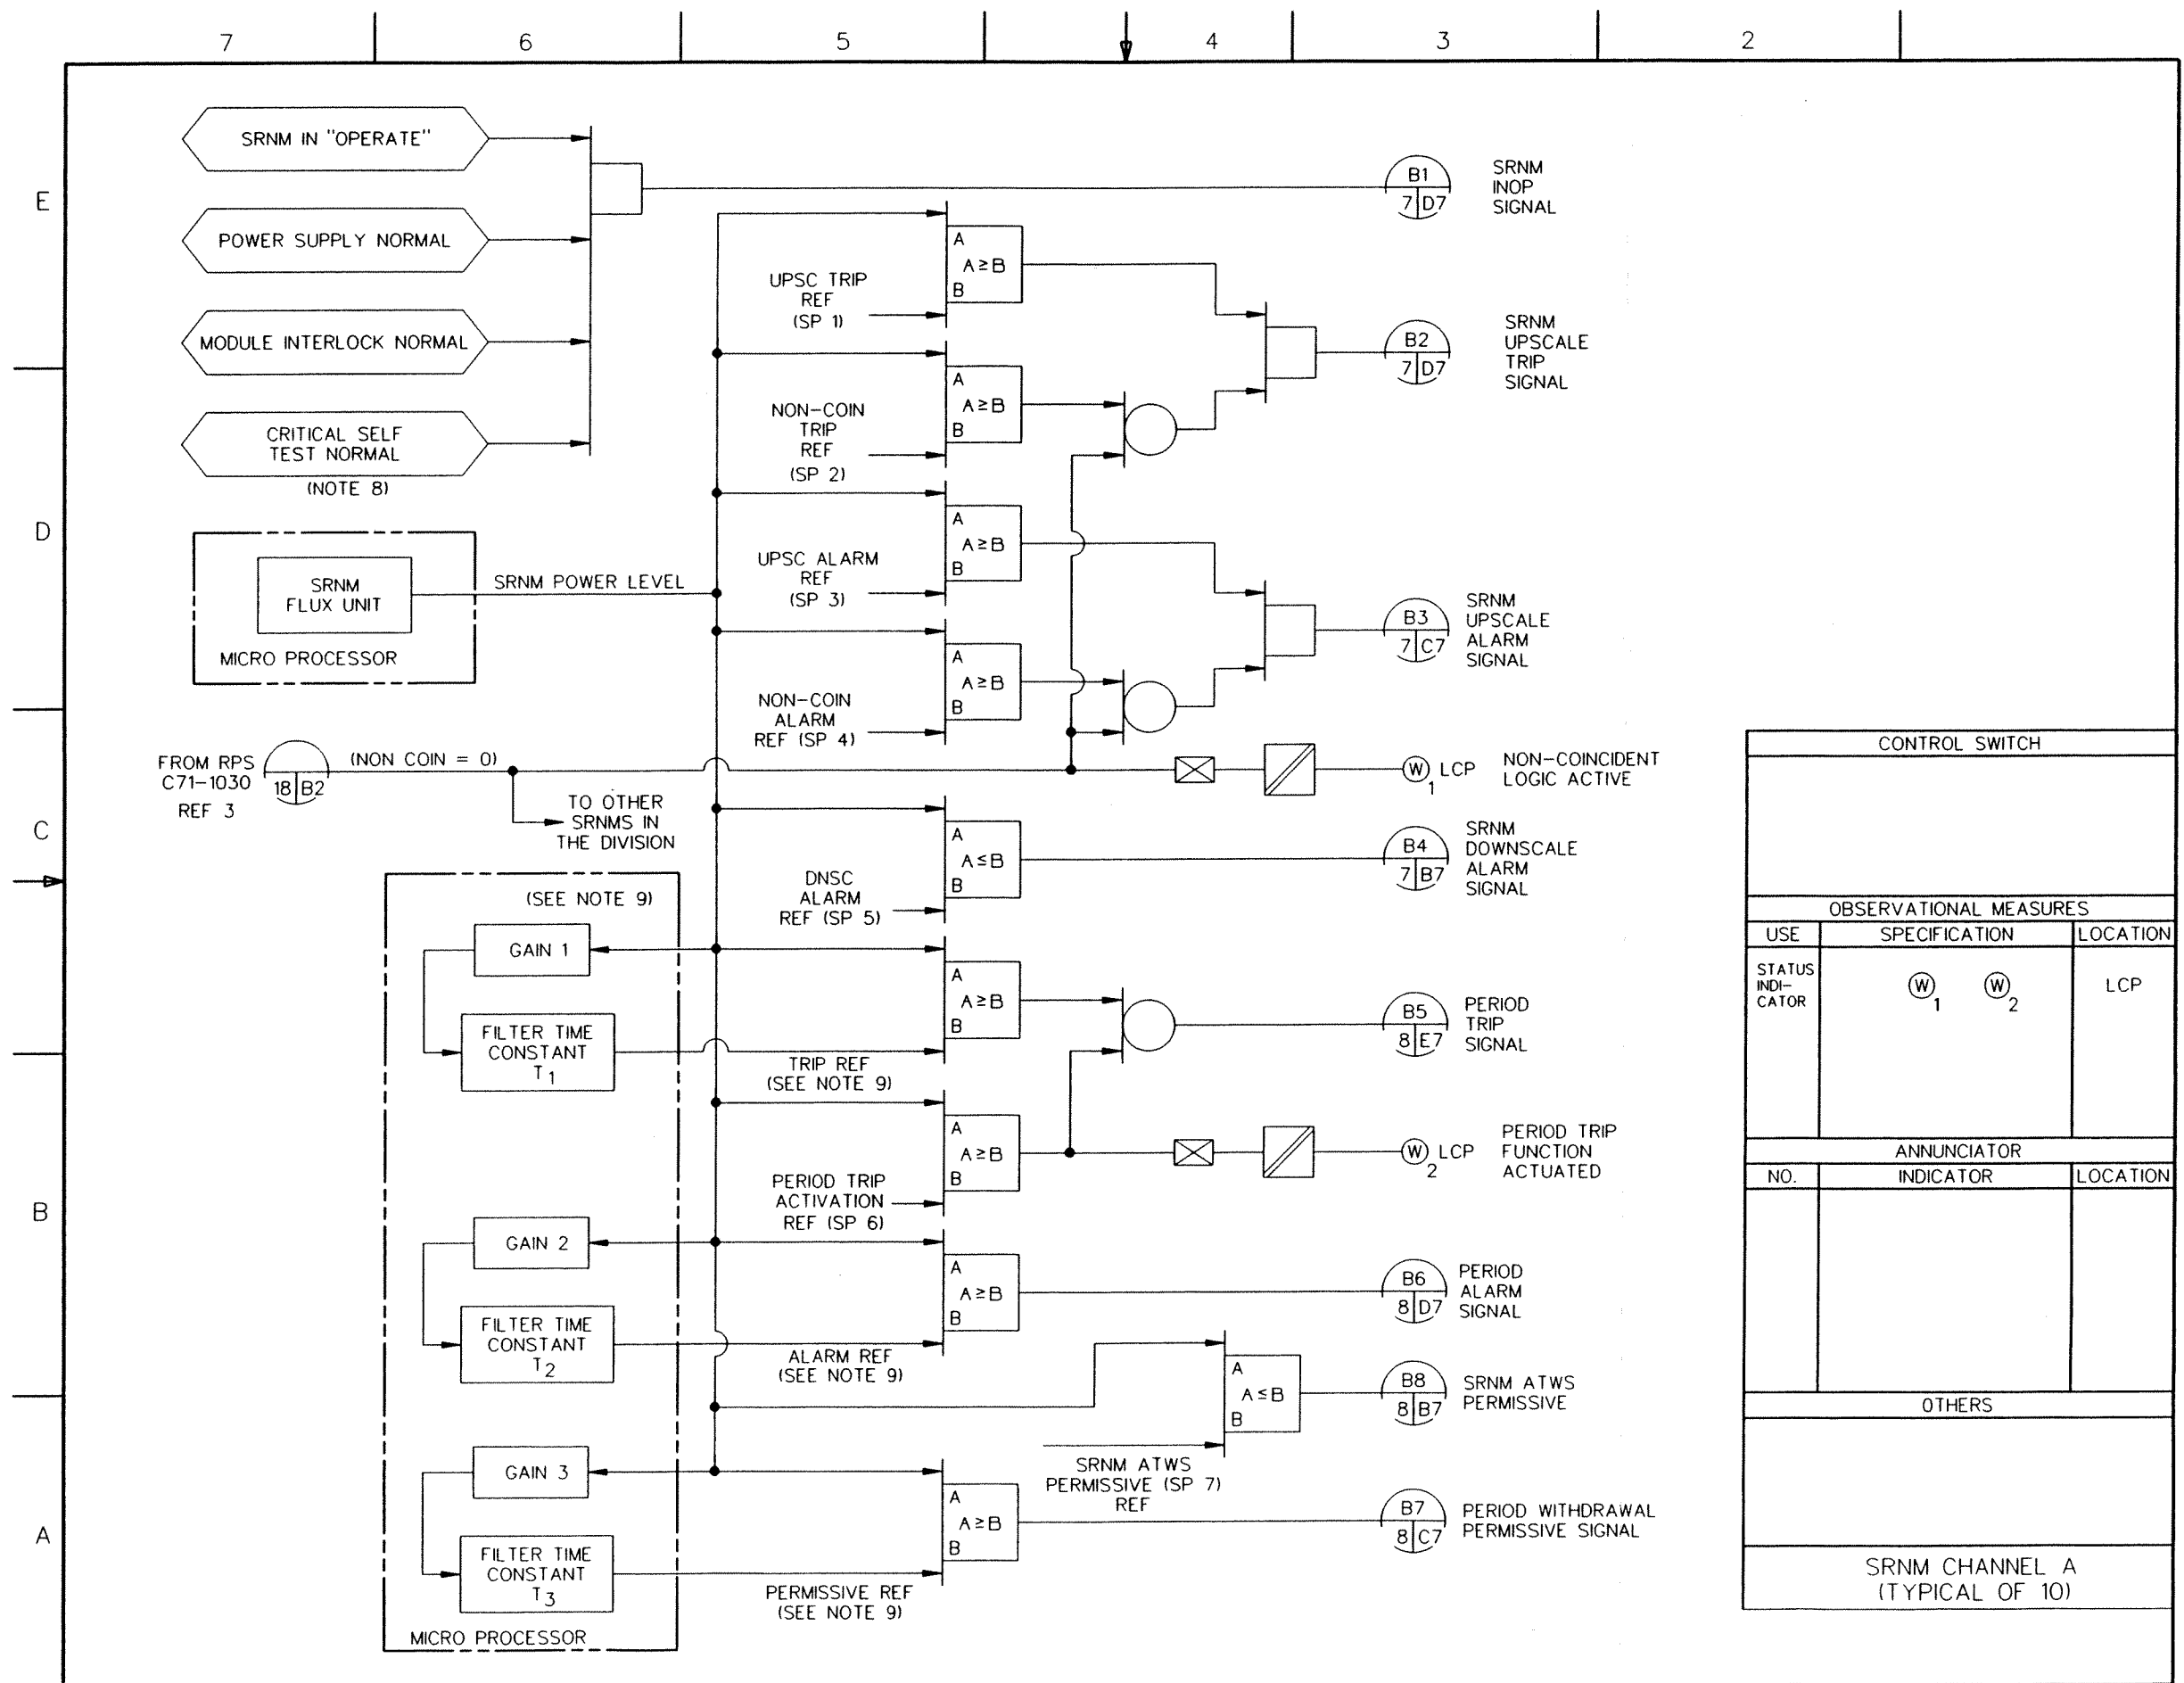 7 6 5 4 3 2
E
D
C
B
A
SRNM IN "OPERATE"
POWER SUPPLY NORMAL
MODULE INTERLOCK NORMAL
CRITICAL SELF
TEST NORMAL
(NOTE 8)
SRNM
FLUX UNIT
MICRO PROCESSOR
SRNM POWER LEVEL
FROM RPS
C71-1030
REF 3
18 B2
(NON COIN = 0)
TO OTHER
SRNMS IN
THE DIVISION
(SEE NOTE 9)
GAIN 1
FILTER TIME
CONSTANT
T1
GAIN 2
FILTER TIME
CONSTANT
T2
GAIN 3
FILTER TIME
CONSTANT
T3
MICRO PROCESSOR
UPSC TRIP
REF
(SP 1)
A
A≥B
B
NON-COIN
TRIP
REF
(SP 2)
A
A≥B
B
UPSC ALARM
REF
(SP 3)
A
A≥B
B
NON-COIN
ALARM
REF (SP 4)
A
A≥B
B
DNSC
ALARM
REF (SP 5)
A
A≤B
B
TRIP REF
(SEE NOTE 9)
A
A≥B
B
PERIOD TRIP
ACTIVATION
REF (SP 6)
A
A≥B
B
ALARM REF
(SEE NOTE 9)
A
A≥B
B
SRNM ATWS
PERMISSIVE (SP 7)
REF
A
A≤B
B
PERMISSIVE REF
(SEE NOTE 9)
A
A≥B
B
B1
7 D7
SRNM
INOP
SIGNAL
B2
7 D7
SRNM
UPSCALE
TRIP
SIGNAL
B3
7 C7
SRNM
UPSCALE
ALARM
SIGNAL
W1 LCP
NON-COINCIDENT
LOGIC ACTIVE
B4
7 B7
SRNM
DOWNSCALE
ALARM
SIGNAL
B5
8 E7
PERIOD
TRIP
SIGNAL
W2 LCP
PERIOD TRIP
FUNCTION
ACTUATED
B6
8 D7
PERIOD
ALARM
SIGNAL
B8
8 B7
SRNM ATWS
PERMISSIVE
B7
8 C7
PERIOD WITHDRAWAL
PERMISSIVE SIGNAL
CONTROL SWITCH
OBSERVATIONAL MEASURES
USE SPECIFICATION LOCATION
STATUS
INDI-
CATOR
W1 W2 LCP
ANNUNCIATOR
NO. INDICATOR LOCATION
OTHERS
SRNM CHANNEL A
(TYPICAL OF 10)